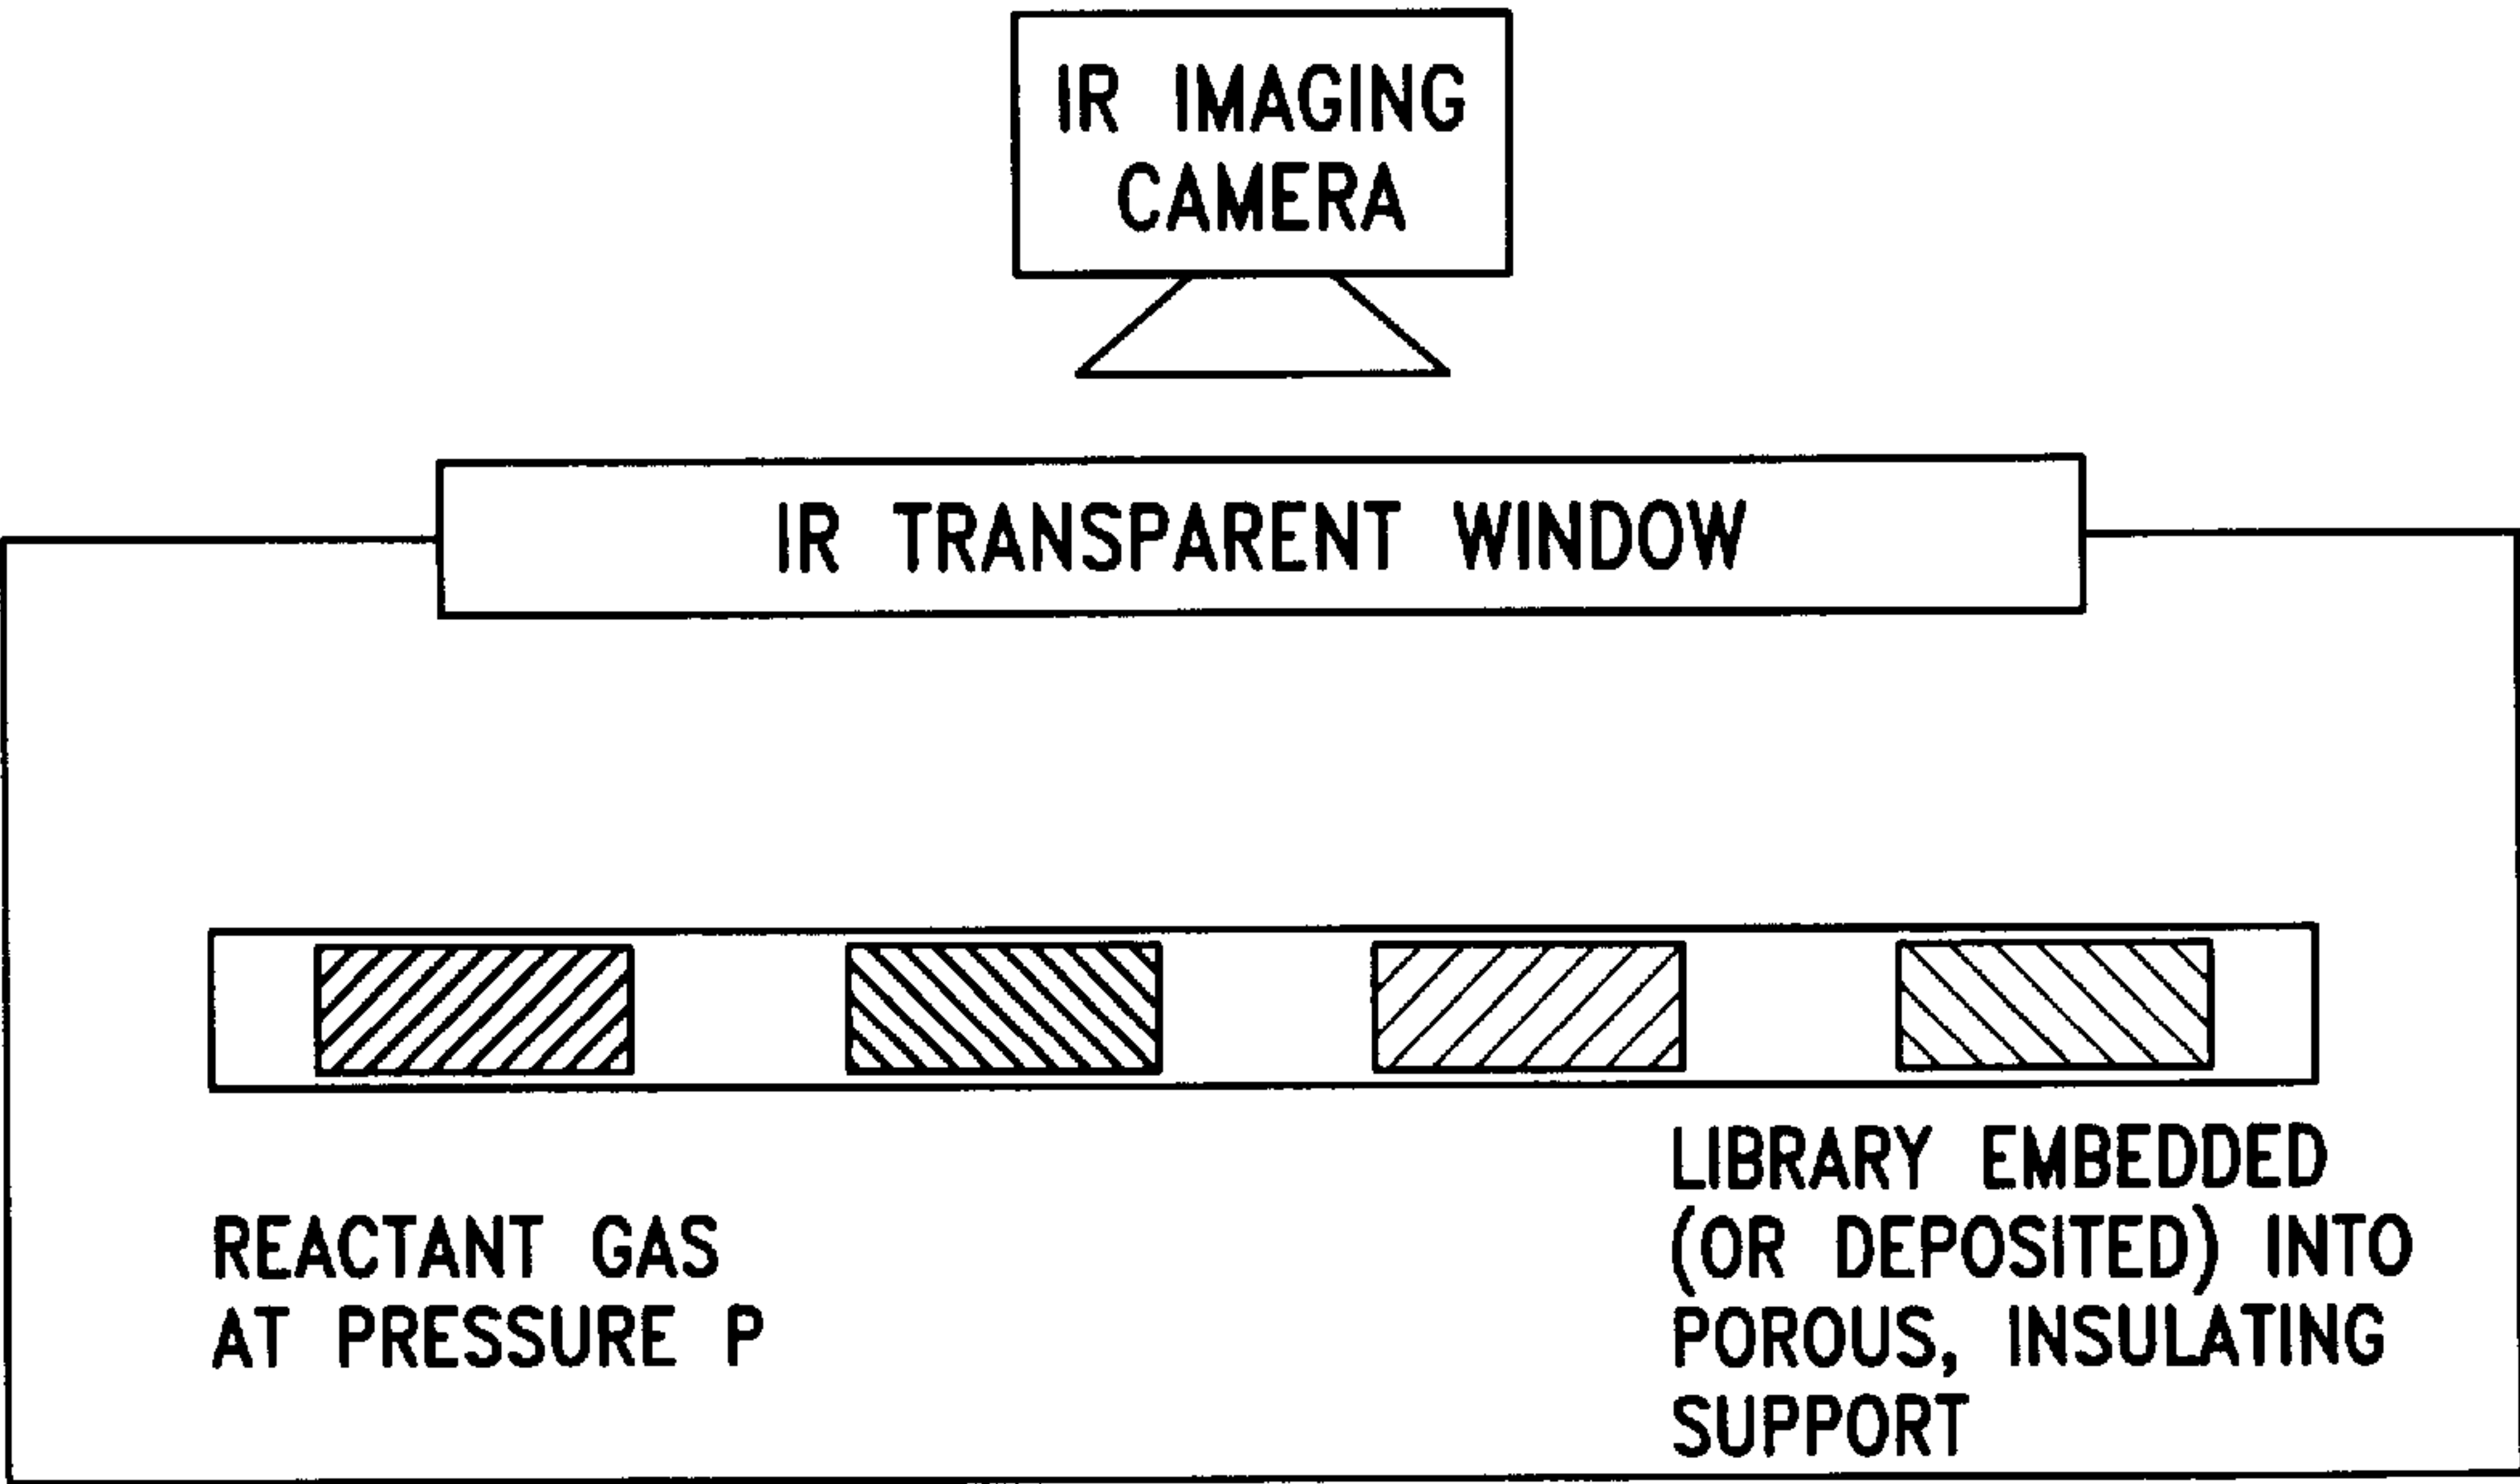 IR IMAGING
CAMERA
IR TRANSPARENT WINDOW
REACTANT GAS
AT PRESSURE P
LIBRARY EMBEDDED
(OR DEPOSITED) INTO
POROUS, INSULATING
SUPPORT